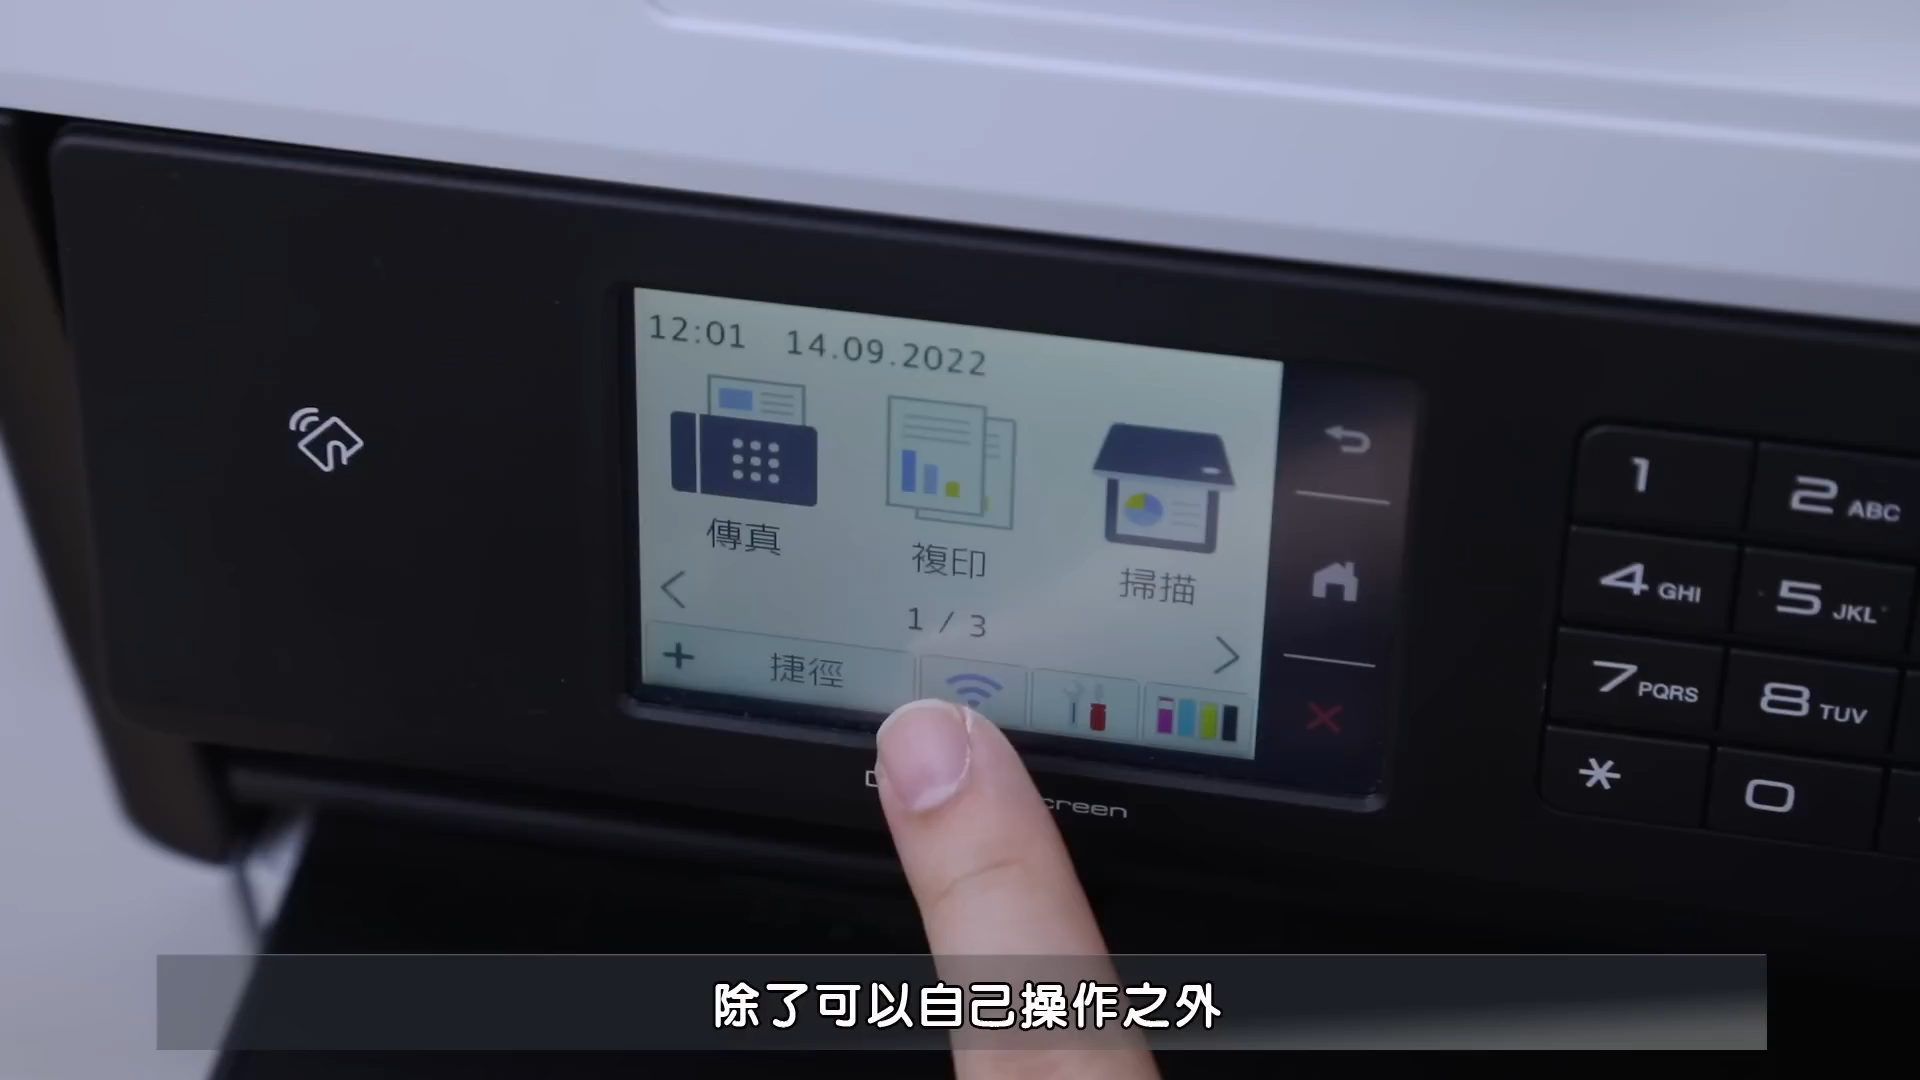 12:01 14.09.2022
傳真
複印
掃描
1 / 3
+ 捷徑
creen
1
2 ABC
4 GHI
5 JKL
7 PQRS
8 TUV
*
0
除了可以自己操作之外